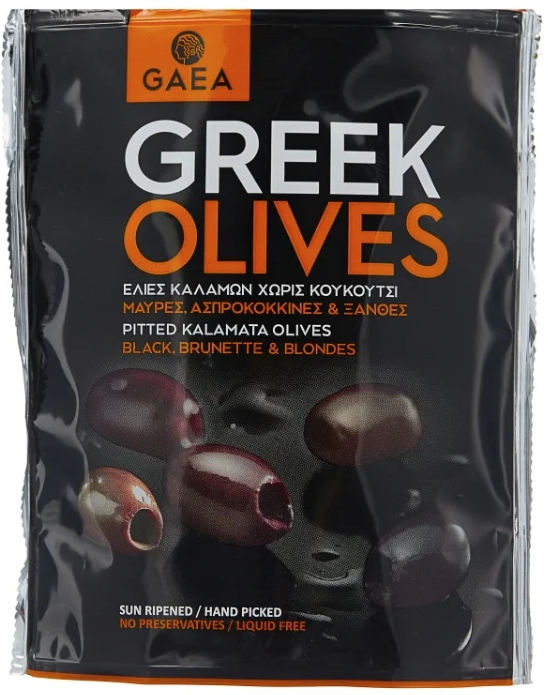 GAEA
GREEK
OLIVES
ΕΛΙΕΣ ΚΑΛΑΜΩΝ ΧΩΡΙΣ ΚΟΥΚΟΥΤΣΙ
ΜΑΥΡΕΣ, ΑΣΠΡΟΚΟΚΚΙΝΕΣ & ΞΑΝΘΕΣ
PITTED KALAMATA OLIVES
BLACK, BRUNETTE & BLONDES
SUN RIPENED / HAND PICKED
NO PRESERVATIVES / LIQUID FREE